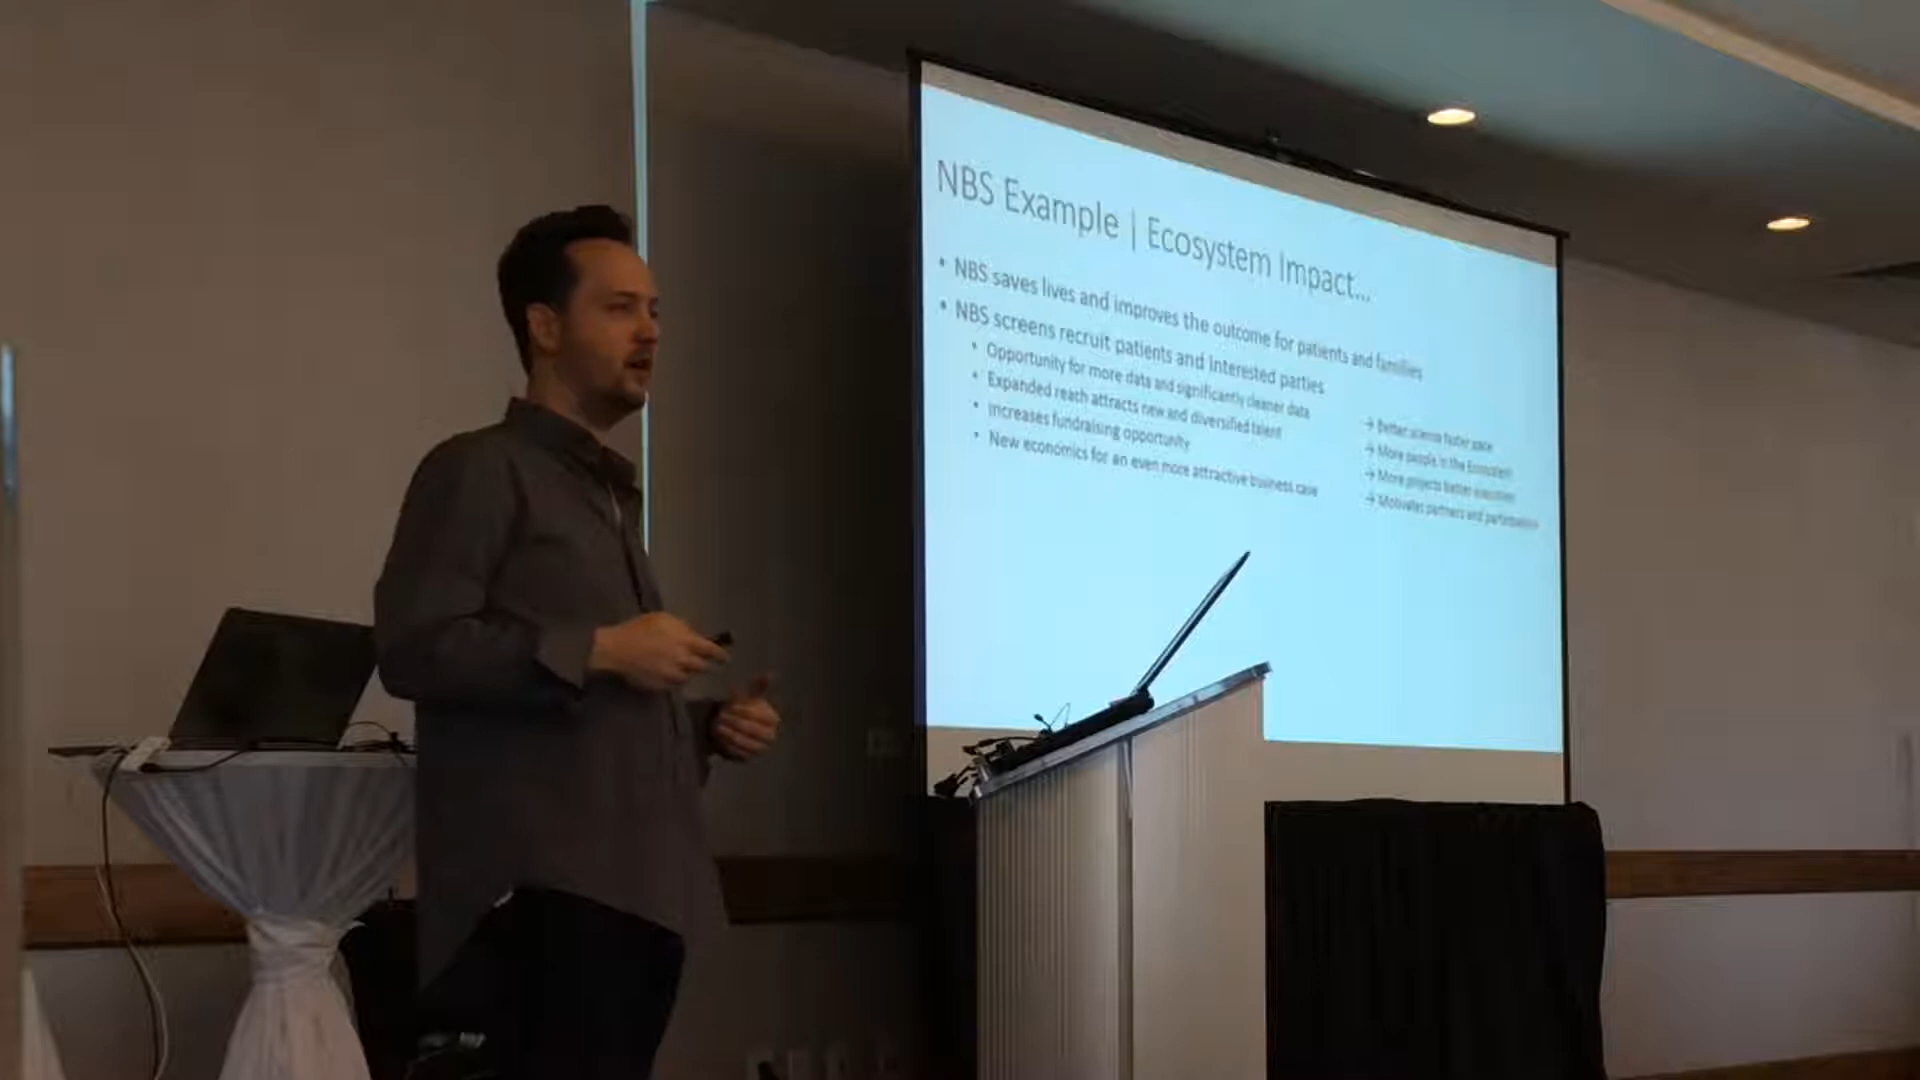 NBS Example | Ecosystem Impact...
• NBS saves lives and improves the outcome for patients and families
• NBS screens recruit patients and interested parties
• Opportunity for more data and significantly cleaner data
• Expanded reach attracts new and diversified talent
• Increases fundraising opportunity
• New economics for an even more attractive business case
→ Better science faster pace
→ More people in the Ecosystem
→ More projects better execution
→ Motivates partners and participation